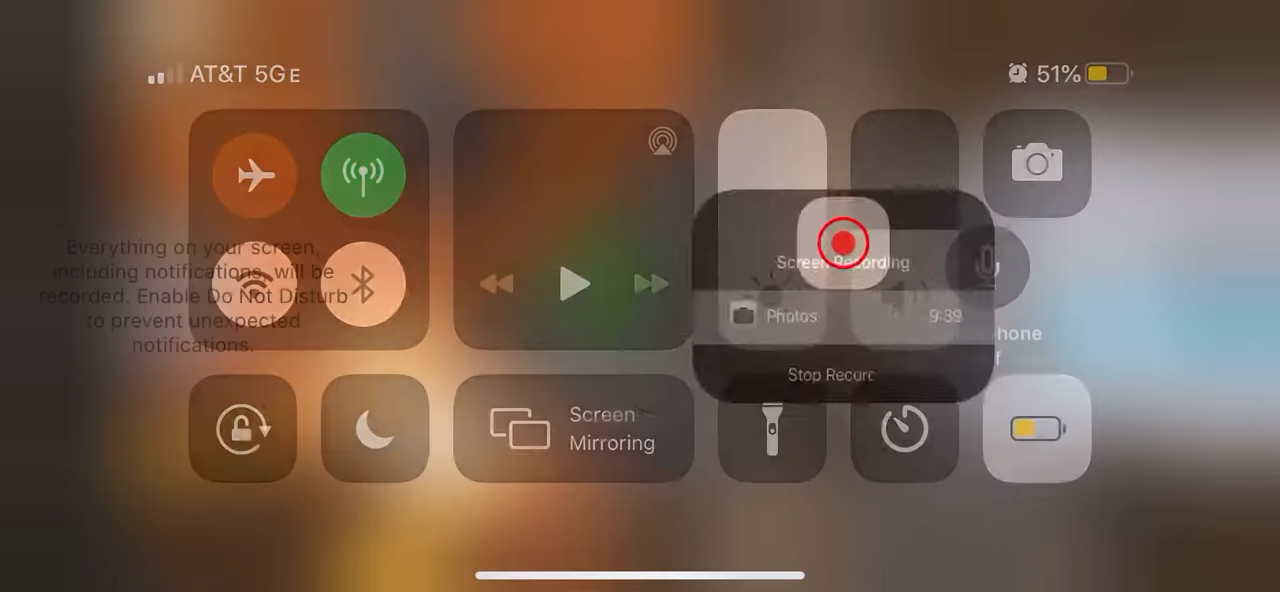 AT&T 5GE
51%
Everything on your screen,
including notifications, will be
recorded. Enable Do Not Disturb
to prevent unexpected
notifications.
Screen Recording
Photos
9:39
hone
f
Stop Recor
Screen
Mirroring